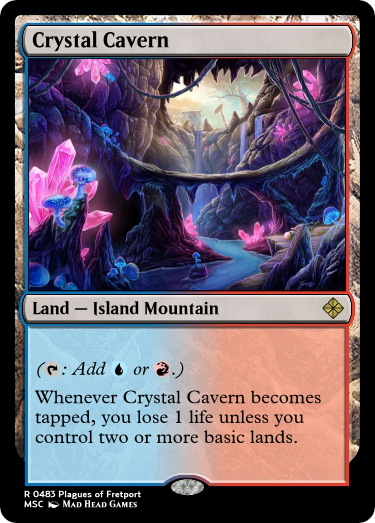 Crystal Cavern
Land — Island Mountain
(: Add or .)
Whenever Crystal Cavern becomes
tapped, you lose 1 life unless you
control two or more basic lands.
R 0483 Plagues of Fretport
MSC Mad Head Games